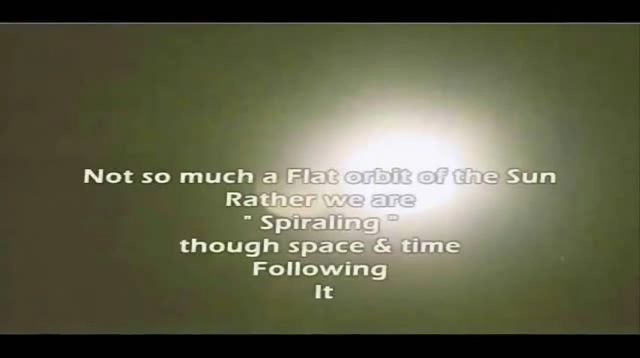 Not so much a Flat orbit of the Sun
Rather we are
" Spiraling "
though space & time
Following
It